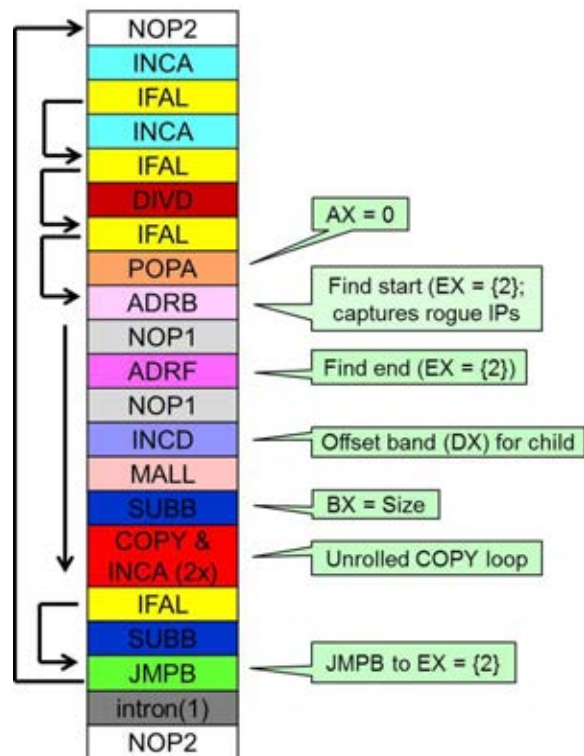 NOP2
INCA
IFAL
INCA
IFAL
DIVD
IFAL
AX = 0
POPA
ADRB
Find start (EX = {2};
captures rogue IPs
NOP1
ADRF
Find end (EX = {2})
NOP1
INCD
Offset band (DX) for child
MALL
SUBB
BX = Size
COPY &
INCA (2x)
Unrolled COPY loop
IFAL
SUBB
JMPB
JMPB to EX = {2}
intron(1)
NOP2